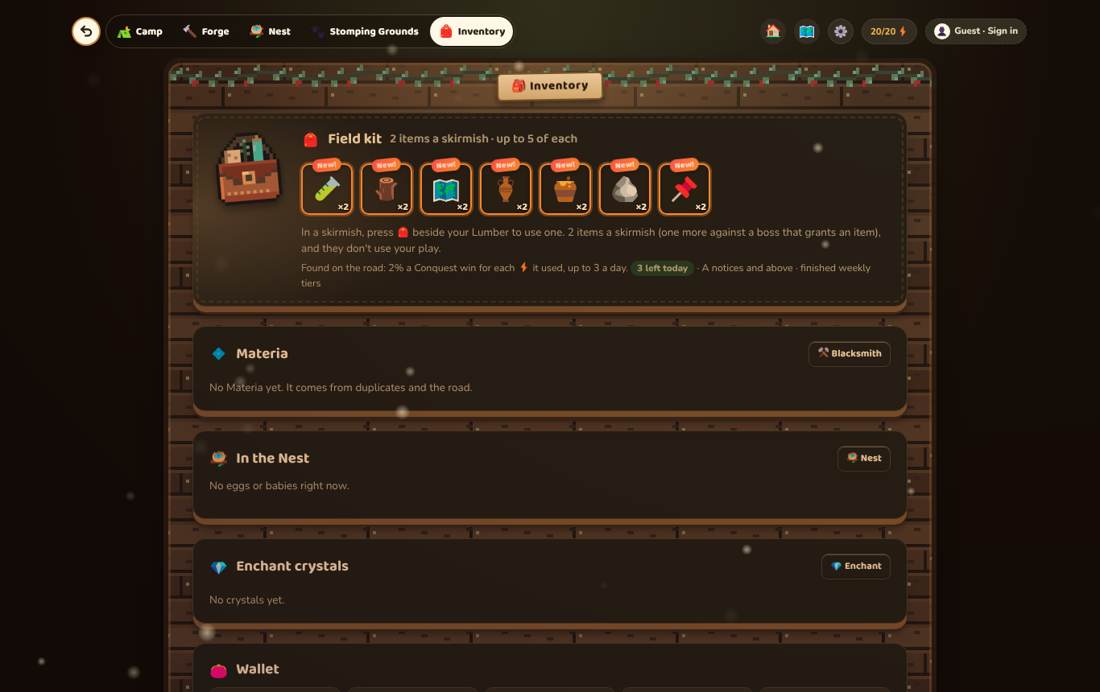 Camp Forge Nest Stomping Grounds Inventory 20/20 Guest · Sign in
Inventory
Field kit 2 items a skirmish · up to 5 of each
New! New! New! New! New! New! New!
×2 ×2 ×2 ×2 ×2 ×2 ×2
In a skirmish, press beside your Lumber to use one. 2 items a skirmish (one more against a boss that grants an item),
and they don't use your play.
Found on the road: 2% a Conquest win for each it used, up to 3 a day. 3 left today · A notices and above · finished weekly
tiers
Materia Blacksmith
No Materia yet. It comes from duplicates and the road.
In the Nest Nest
No eggs or babies right now.
Enchant crystals Enchant
No crystals yet.
Wallet